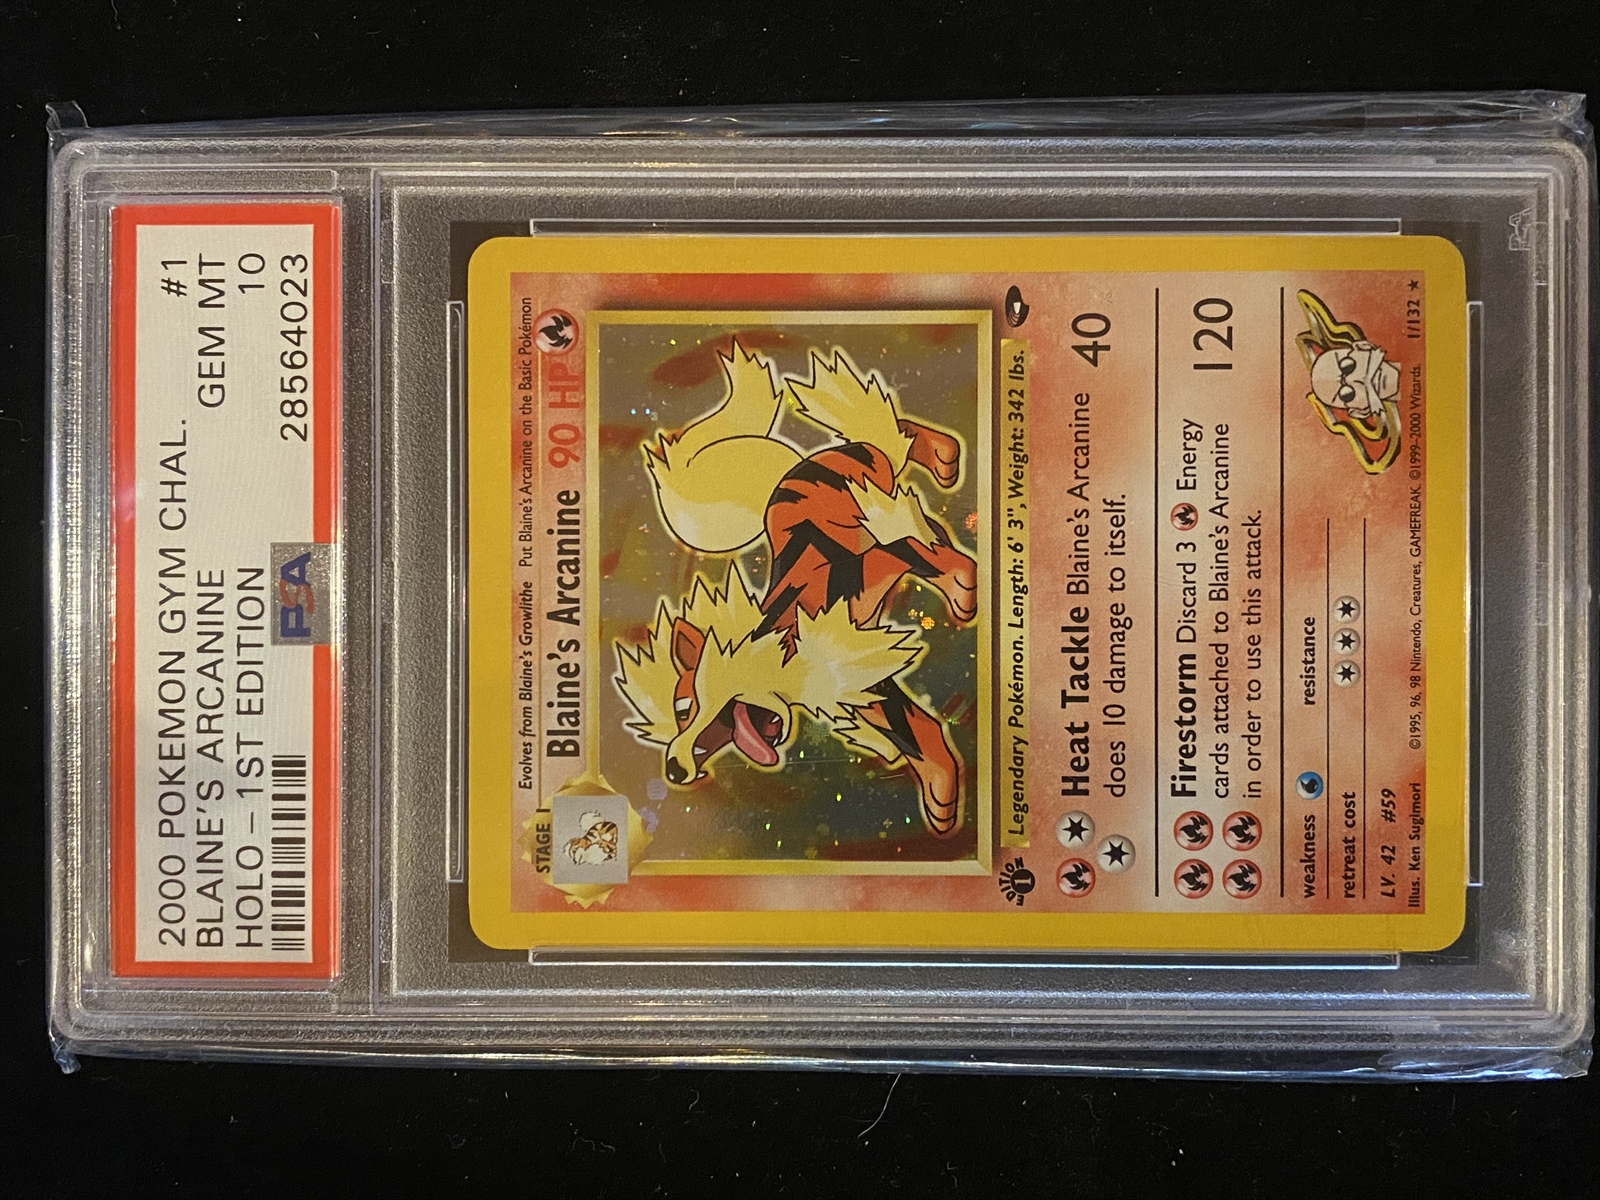 2000 POKEMON GYM CHAL. #1
BLAINE'S ARCANINE GEM MT
HOLO - 1ST EDITION 10
28564023
PSA
Evolves from Blaine's Growlithe Put Blaine's Arcanine on the Basic Pokémon
STAGE 1
Blaine's Arcanine 90 HP
EDITION 1
Legendary Pokémon. Length: 6' 3", Weight: 342 lbs.
Heat Tackle Blaine's Arcanine
does 10 damage to itself.
40
Firestorm Discard 3 Energy
cards attached to Blaine's Arcanine
in order to use this attack.
120
weakness
resistance
retreat cost
LV. 42 #59
Illus. Ken Sugimori ©1995, 96, 98 Nintendo, Creatures, GAMEFREAK. ©1999-2000 Wizards. 1/132 ★